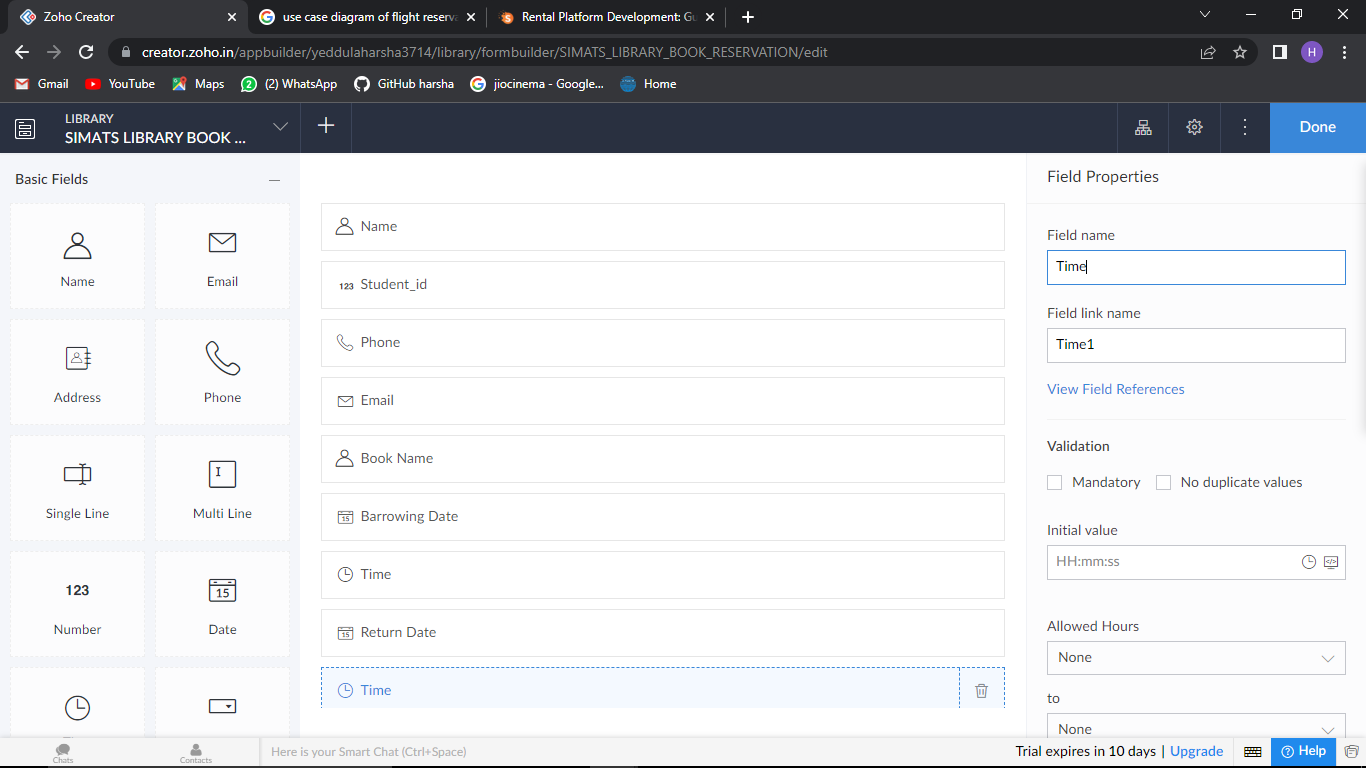 Zoho Creator
use case diagram of flight reserva
Rental Platform Development: Gu
creator.zoho.in/appbuilder/yeddulaharsha3714/library/formbuilder/SIMATS_LIBRARY_BOOK_RESERVATION/edit
H
Gmail
YouTube
Maps
(2) WhatsApp
GitHub harsha
jiocinema - Google...
Home
LIBRARY
SIMATS LIBRARY BOOK ...
Done
Basic Fields
Name
Email
Address
Phone
Single Line
Multi Line
123
Number
15
Date
Name
123 Student_id
Phone
Email
Book Name
15 Barrowing Date
Time
15 Return Date
Time
Field Properties
Field name
Time
Field link name
Time1
View Field References
Validation
Mandatory
No duplicate values
Initial value
HH:mm:ss
Allowed Hours
None
to
None
Chats
Contacts
Here is your Smart Chat (Ctrl+Space)
Trial expires in 10 days | Upgrade
Help